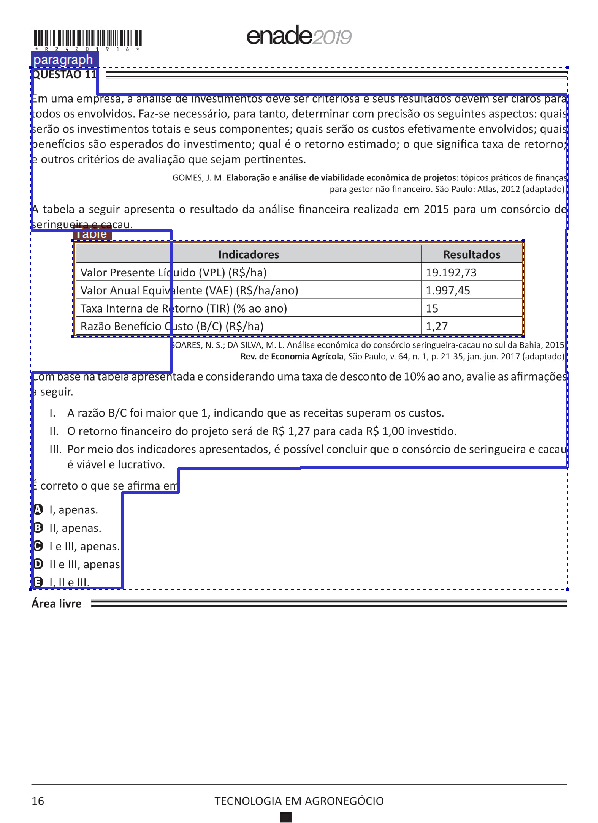 *R2420191 6*
enade2019
paragraph
QUESTÃO 11
Em uma empresa, a análise de investimentos deve ser criteriosa e seus resultados devem ser claros para
todos os envolvidos. Faz-se necessário, para tanto, determinar com precisão os seguintes aspectos: quais
serão os investimentos totais e seus componentes; quais serão os custos efetivamente envolvidos; quais
benefícios são esperados do investimento; qual é o retorno estimado; o que significa taxa de retorno;
e outros critérios de avaliação que sejam pertinentes.
GOMES, J. M. Elaboração e análise de viabilidade econômica de projetos: tópicos práticos de finanças
para gestor não financeiro. São Paulo: Atlas, 2012 (adaptado).
A tabela a seguir apresenta o resultado da análise financeira realizada em 2015 para um consórcio de
seringueira e cacau.
Table
Indicadores Resultados
Valor Presente Líquido (VPL) (R$/ha) 19.192,73
Valor Anual Equivalente (VAE) (R$/ha/ano) 1.997,45
Taxa Interna de Retorno (TIR) (% ao ano) 15
Razão Benefício Custo (B/C) (R$/ha) 1,27
SOARES, N. S.; DA SILVA, M. L. Análise econômica do consórcio seringueira-cacau no sul da Bahia, 2015.
Rev. de Economia Agrícola, São Paulo, v. 64, n. 1, p. 21-35, jan. jun. 2017 (adaptado).
Com base na tabela apresentada e considerando uma taxa de desconto de 10% ao ano, avalie as afirmações
a seguir.
I. A razão B/C foi maior que 1, indicando que as receitas superam os custos.
II. O retorno financeiro do projeto será de R$ 1,27 para cada R$ 1,00 investido.
III. Por meio dos indicadores apresentados, é possível concluir que o consórcio de seringueira e cacau
é viável e lucrativo.
É correto o que se afirma em
A I, apenas.
B II, apenas.
C I e III, apenas.
D II e III, apenas.
E I, II e III.
Área livre
16 TECNOLOGIA EM AGRONEGÓCIO